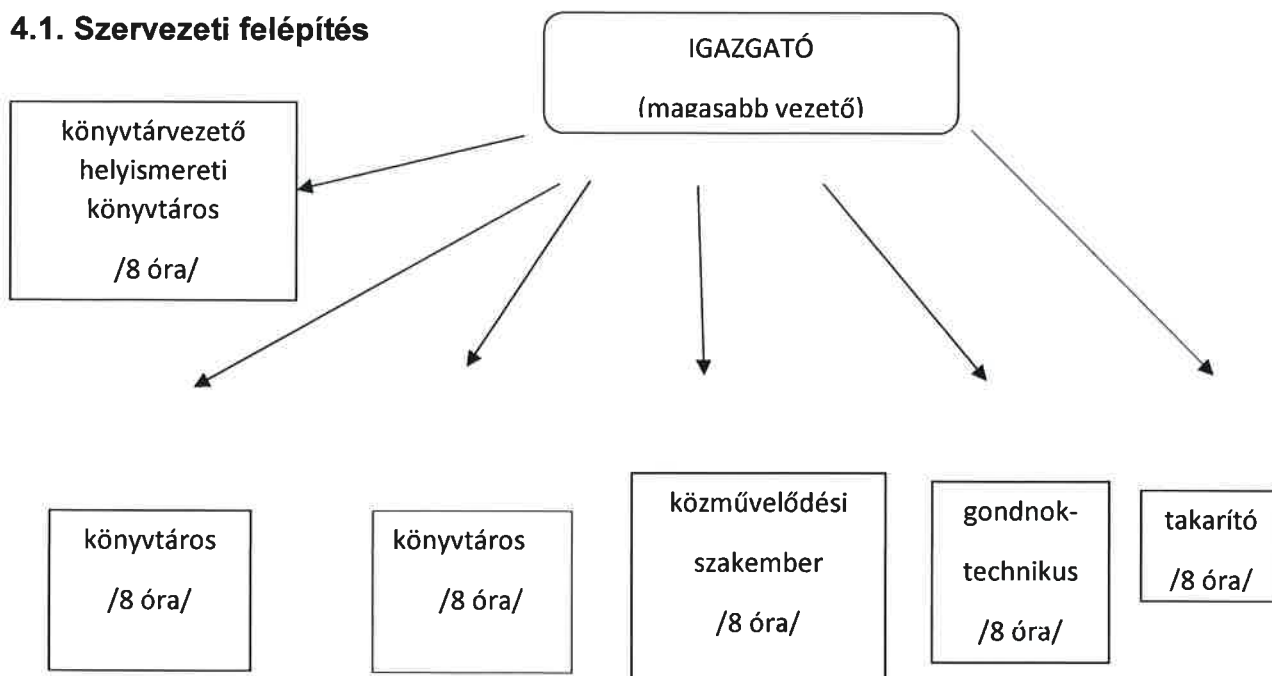 4.1. Szervezeti felépítés
IGAZGATÓ
(magasabb vezető)
könyvtárvezető
helyismereti
könyvtáros
/8 óra/
könyvtáros
/8 óra/
könyvtáros
/8 óra/
közművelődési
szakember
/8 óra/
gondnok-
technikus
/8 óra/
takarító
/8 óra/